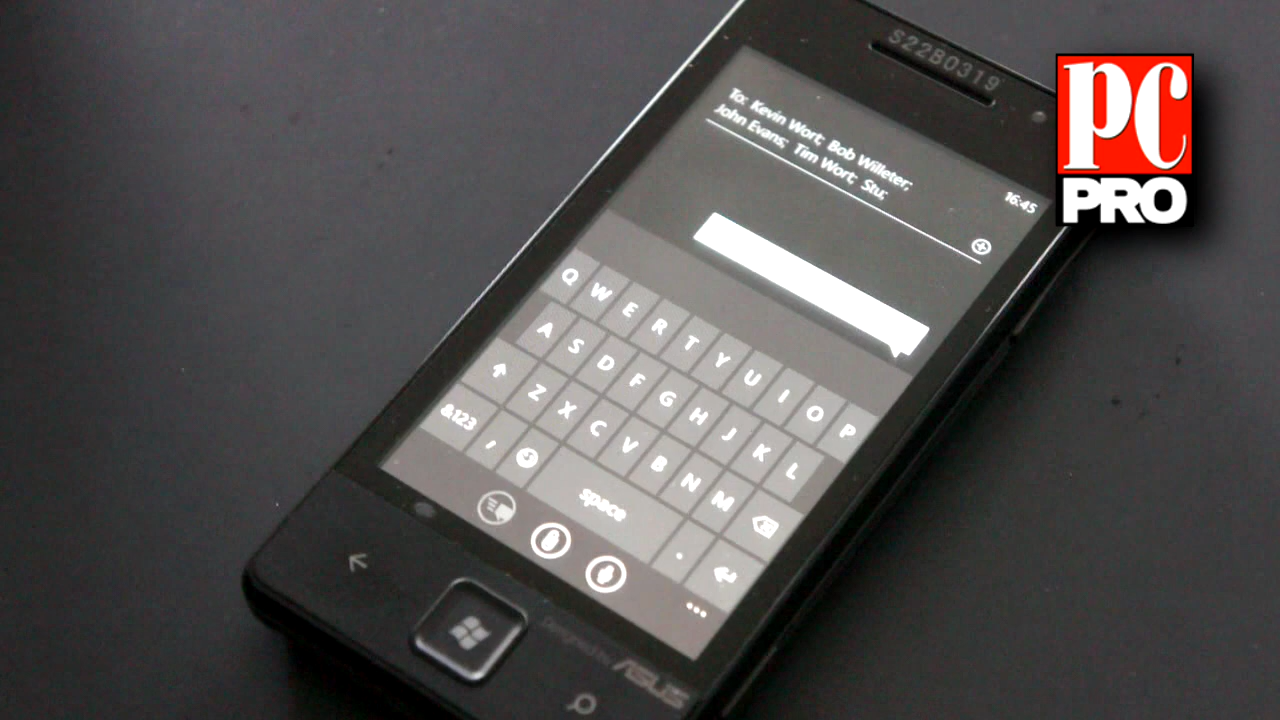 S22B0319
PC
PRO
To: Kevin Wort; Bob Willeter;
John Evans; Tim Wort; Stu;
16:45
Q W E R T Y U I O P
A S D F G H J K L
Z X C V B N M
&123 , space .
Designed by ASUS